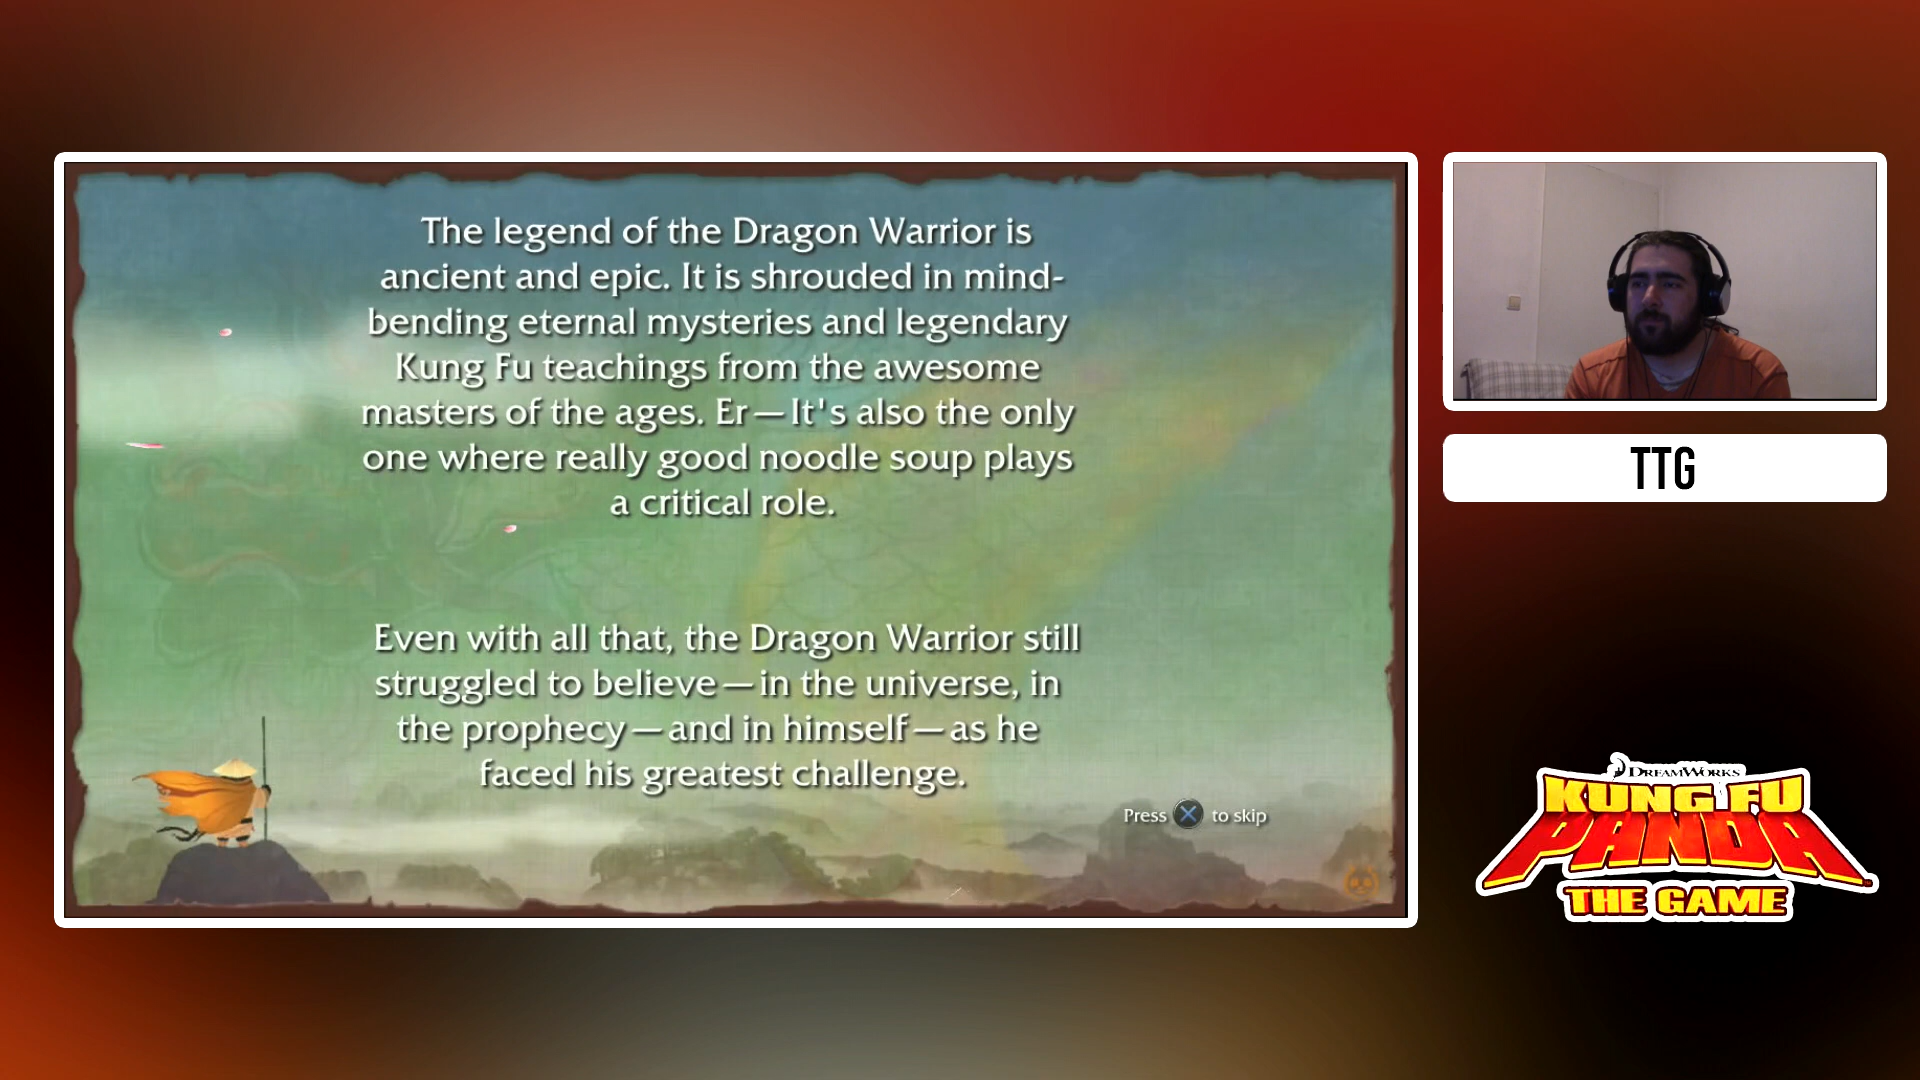 The legend of the Dragon Warrior is
ancient and epic. It is shrouded in mind-
bending eternal mysteries and legendary
Kung Fu teachings from the awesome
masters of the ages. Er—It's also the only
one where really good noodle soup plays
a critical role.
Even with all that, the Dragon Warrior still
struggled to believe—in the universe, in
the prophecy—and in himself—as he
faced his greatest challenge.
Press X to skip
TTG
DREAMWORKS
KUNG FU
PANDA
THE GAME